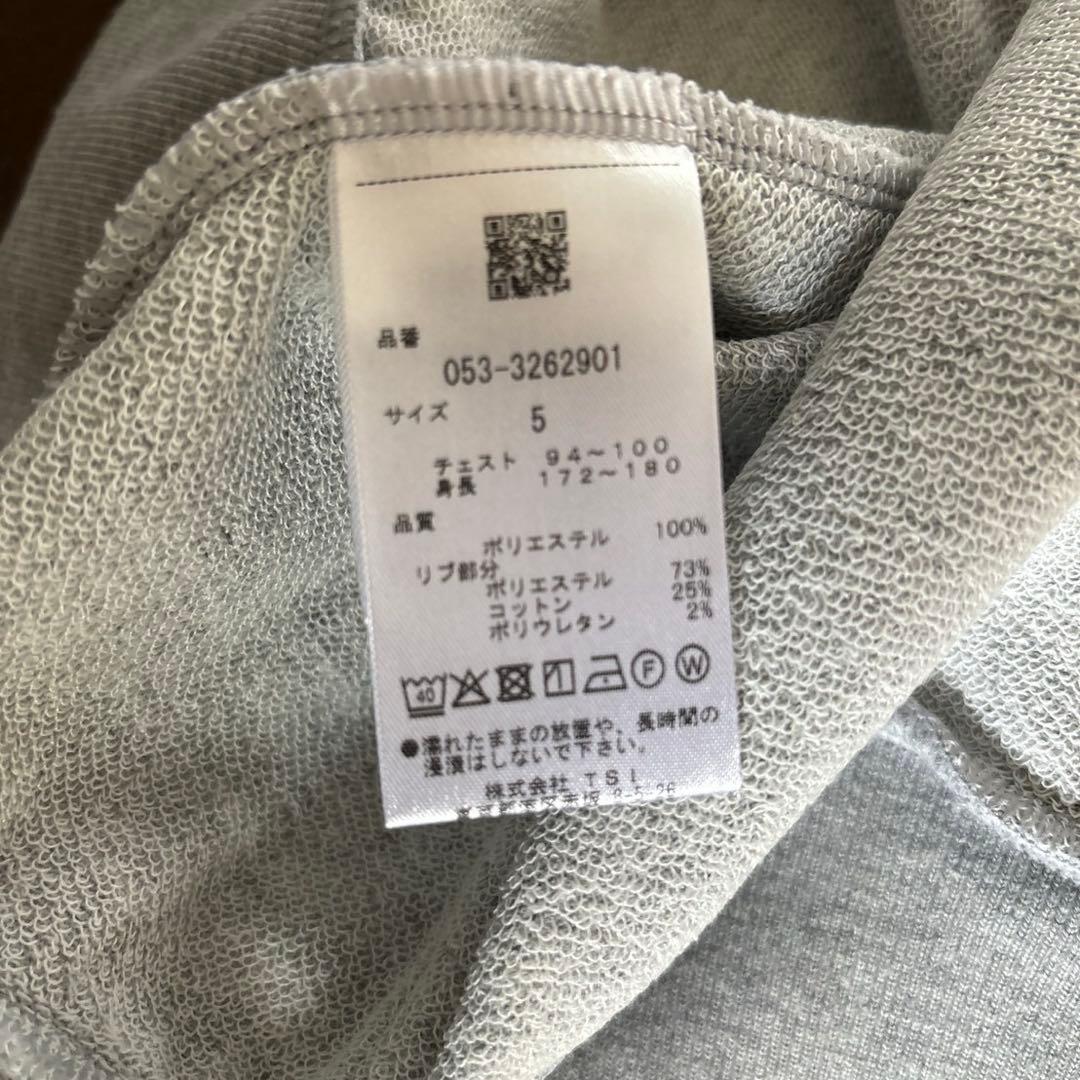 品番
053-3262901
サイズ 5
チェスト 94～100
身長 172～180
品質
ポリエステル 100%
リブ部分
ポリエステル 73%
コットン 25%
ポリウレタン 2%
40 F W
●濡れたままの放置や、長時間の
浸漬はしないで下さい。
株式会社 TSI